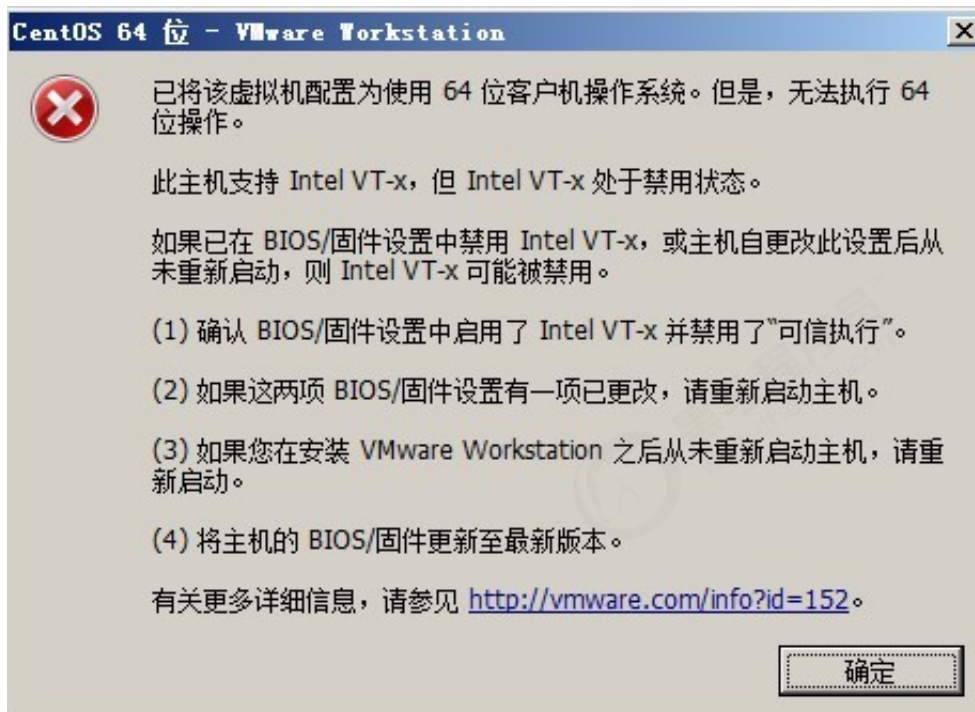 CentOS 64 位 - VMware Workstation
已将该虚拟机配置为使用 64 位客户机操作系统。但是，无法执行 64
位操作。
此主机支持 Intel VT-x，但 Intel VT-x 处于禁用状态。
如果已在 BIOS/固件设置中禁用 Intel VT-x，或主机自更改此设置后从
未重新启动，则 Intel VT-x 可能被禁用。
(1) 确认 BIOS/固件设置中启用了 Intel VT-x 并禁用了“可信执行”。
(2) 如果这两项 BIOS/固件设置有一项已更改，请重新启动主机。
(3) 如果您在安装 VMware Workstation 之后从未重新启动主机，请重
新启动。
(4) 将主机的 BIOS/固件更新至最新版本。
有关更多详细信息，请参见 http://vmware.com/info?id=152。
确定